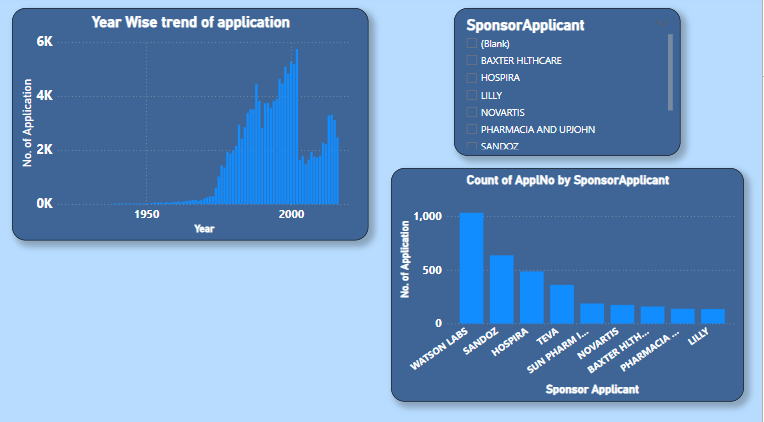 Year Wise trend of application
6K
4K
2K
0K
No. of Application
1950
2000
Year
SponsorApplicant
(Blank)
BAXTER HLTHCARE
HOSPIRA
LILLY
NOVARTIS
PHARMACIA AND UPJOHN
SANDOZ
Count of ApplNo by SponsorApplicant
1,000
500
0
No. of Application
WATSON LABS
SANDOZ
HOSPIRA
TEVA
SUN PHARM I...
NOVARTIS
BAXTER HLTH...
PHARMACIA ...
LILLY
Sponsor Applicant